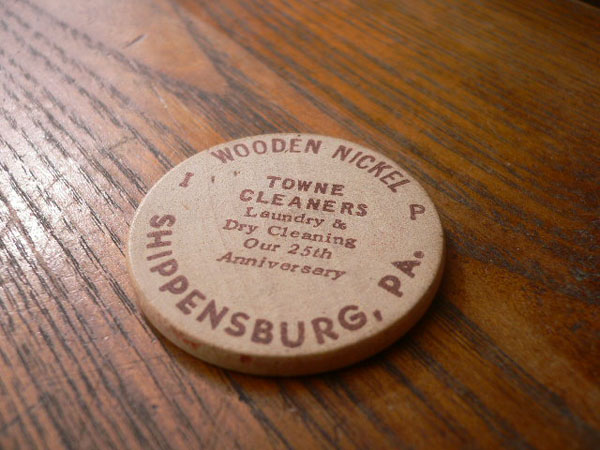 WOODEN NICKEL
I P
TOWNE
CLEANERS
Laundry &
Dry Cleaning
Our 25th
Anniversary
SHIPPENSBURG, PA.